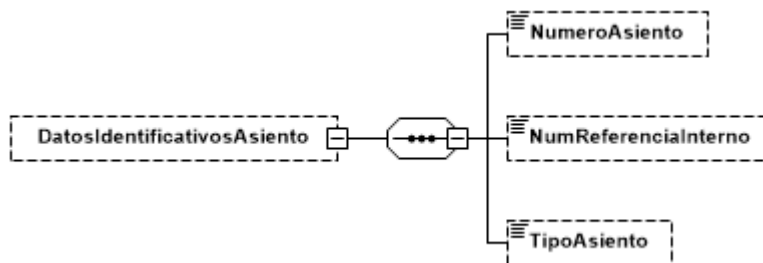 NumeroAsiento
DatosIdentificativosAsiento
NumReferenciaInterno
TipoAsiento